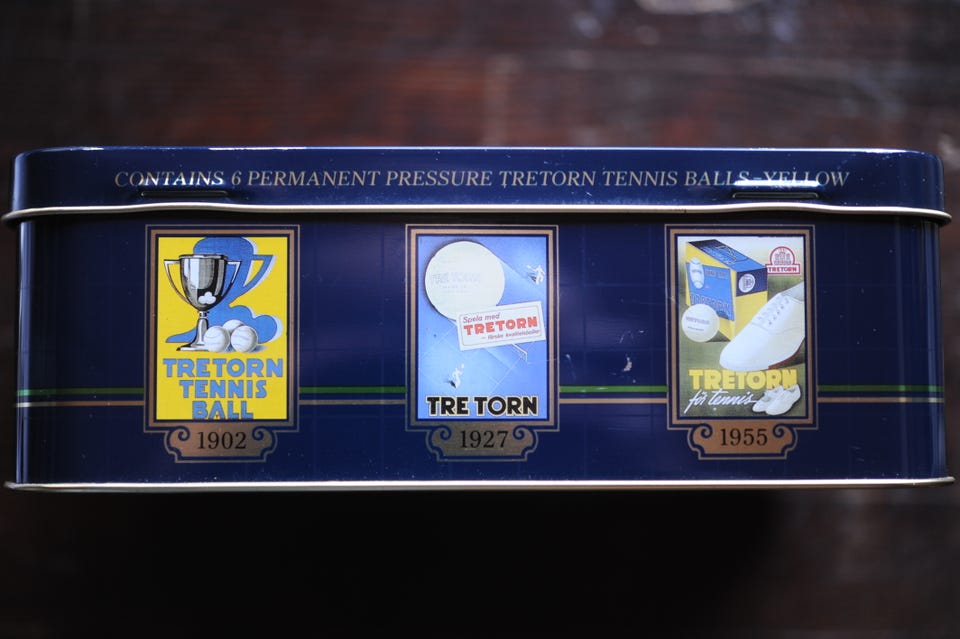 CONTAINS 6 PERMANENT PRESSURE TRETORN TENNIS BALLS-YELLOW
TRETORN
TENNIS
BALL
1902
TRETORN
Spela med
TRETORN
TRE TORN
1927
TRETORN
TRETORN
för tennis
1955